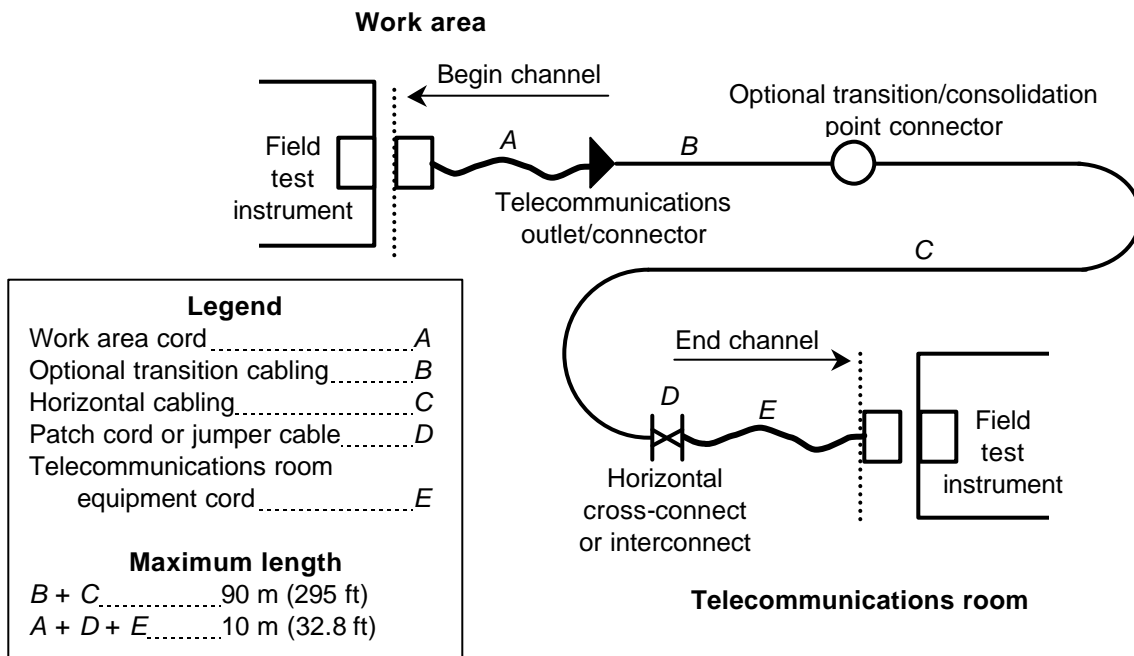 Work area
Begin channel
Optional transition/consolidation
point connector
A
B
Field
test
instrument
Telecommunications
outlet/connector
C
Legend
Work area cord A
Optional transition cabling B
Horizontal cabling C
Patch cord or jumper cable D
Telecommunications room
equipment cord E
Maximum length
B + C 90 m (295 ft)
A + D + E 10 m (32.8 ft)
End channel
D
E
Field
test
instrument
Horizontal
cross-connect
or interconnect
Telecommunications room